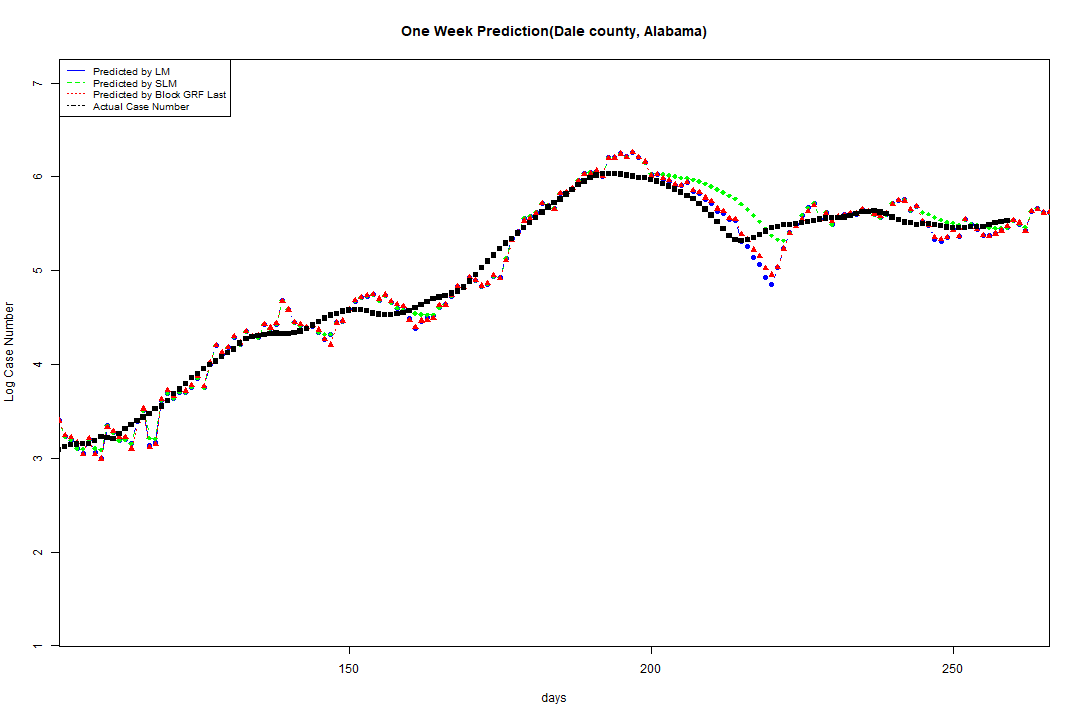 One Week Prediction(Dale county, Alabama)
Predicted by LM
Predicted by SLM
Predicted by Block GRF Last
Actual Case Number
7
6
5
4
3
2
1
Log Case Number
150
200
250
days